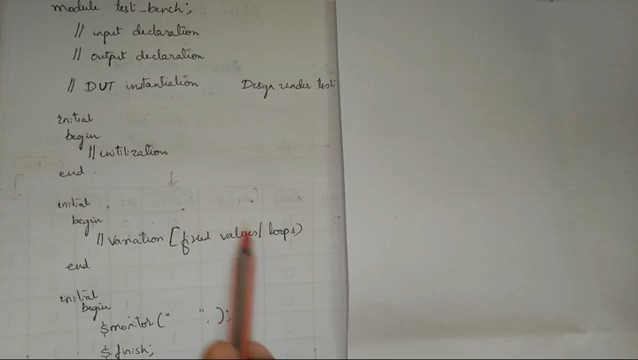 module test_bench;
// input declaration
// output declaration
// DUT instantiation Design under test
initial
begin
// intilization
end
initial
begin
// variation [fixed values/ loops)
end
initial
begin
$monitor(" ", );
$finish;